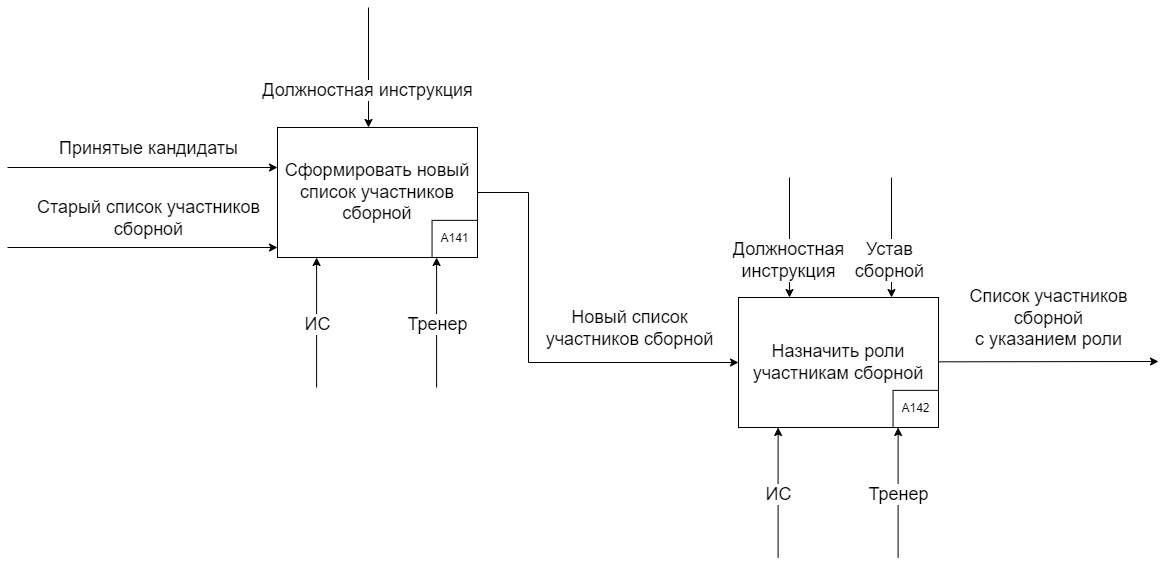 Должностная инструкция
Принятые кандидаты
Старый список участников
сборной
Сформировать новый
список участников
сборной
A141
ИС
Тренер
Новый список
участников сборной
Должностная
инструкция
Устав
сборной
Назначить роли
участникам сборной
A142
ИС
Тренер
Список участников
сборной
с указанием роли